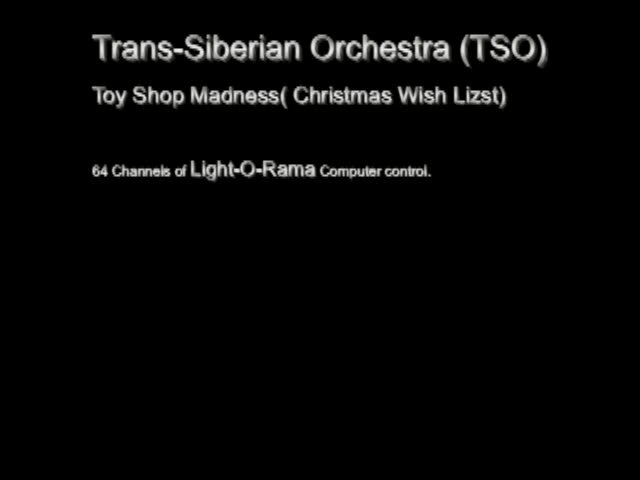 Trans-Siberian Orchestra (TSO)
Toy Shop Madness( Christmas Wish Lizst)
64 Channels of Light-O-Rama Computer control.